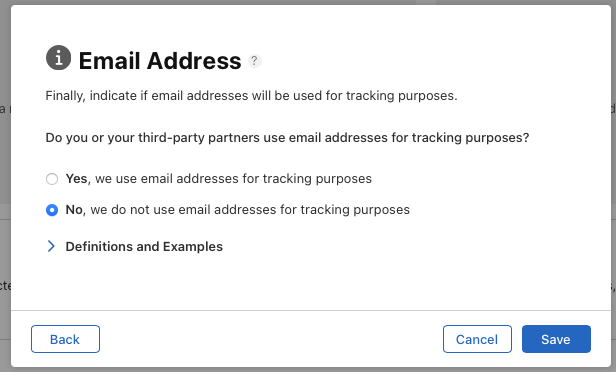 Email Address ?
Finally, indicate if email addresses will be used for tracking purposes.
Do you or your third-party partners use email addresses for tracking purposes?
Yes, we use email addresses for tracking purposes
No, we do not use email addresses for tracking purposes
Definitions and Examples
Back
Cancel
Save